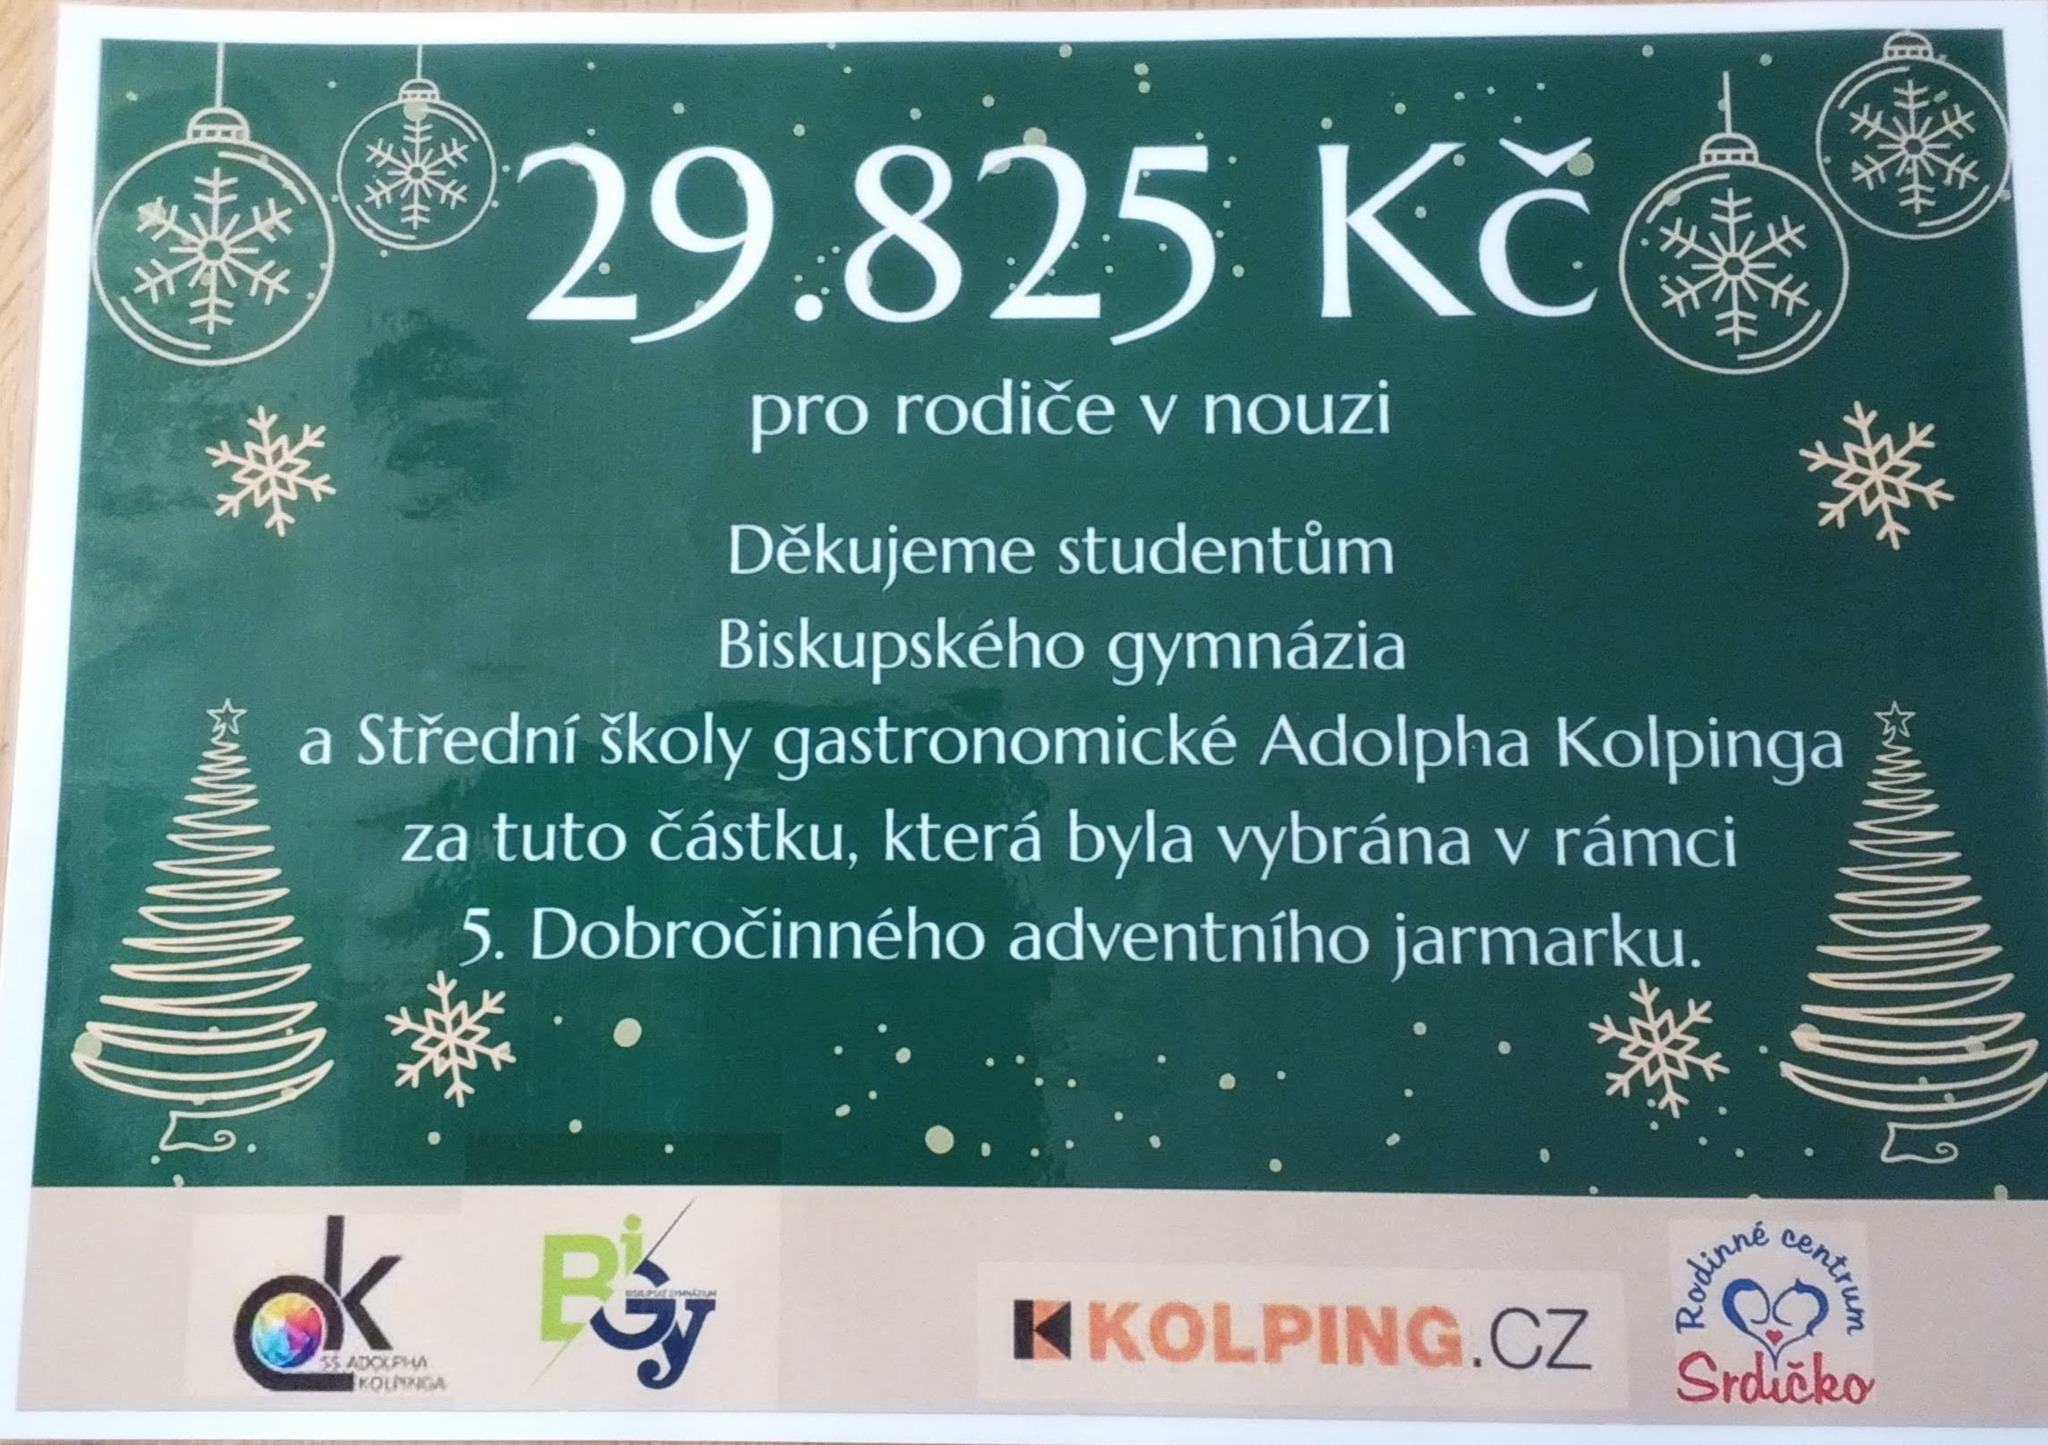 29.825 Kč
pro rodiče v nouzi
Děkujeme studentům
Biskupského gymnázia
a Střední školy gastronomické Adolpha Kolpinga
za tuto částku, která byla vybrána v rámci
5. Dobročinného adventního jarmarku.
ak
SŠ ADOLPHA
KOLPINGA
BiGy
BISKUPSKÉ GYMNÁZIUM
KOLPING.CZ
Rodinné centrum
Srdíčko